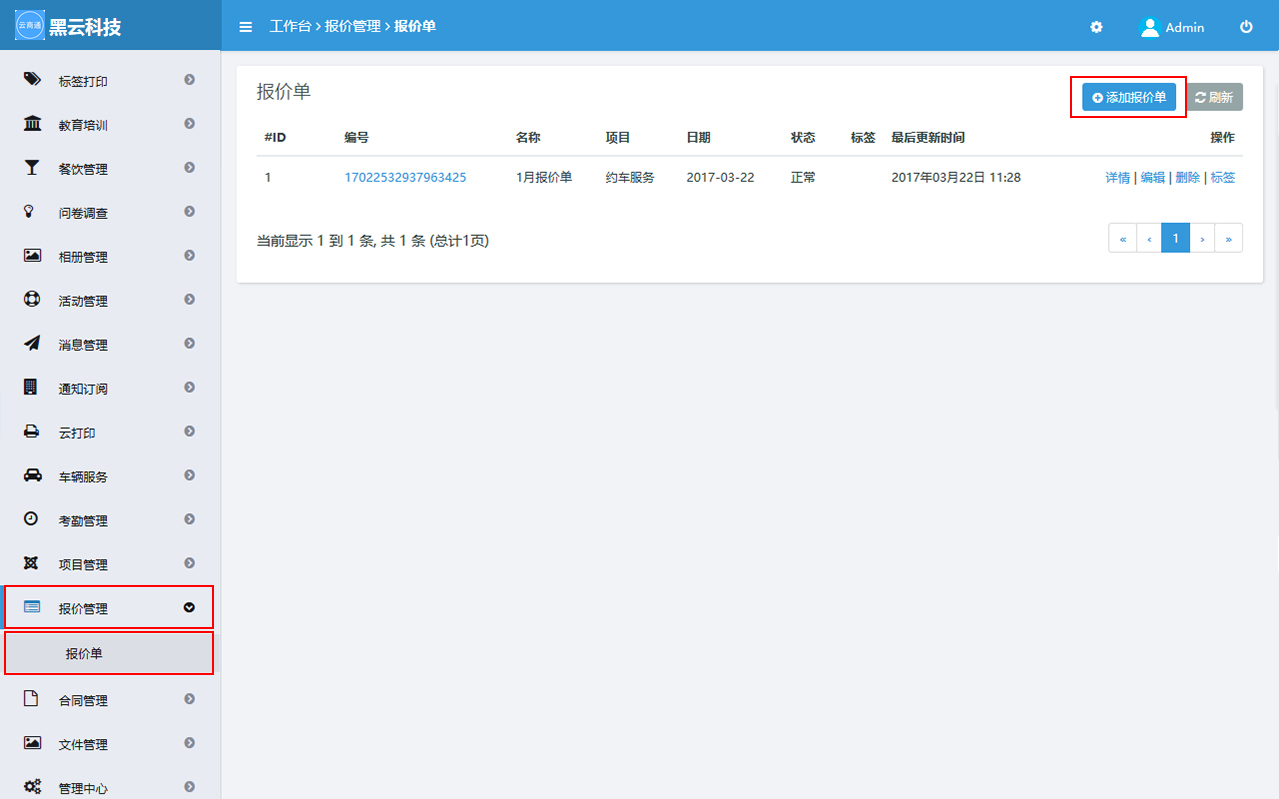 云商通 黑云科技
工作台 › 报价管理 › 报价单
Admin
标签打印
教育培训
餐饮管理
问卷调查
相册管理
活动管理
消息管理
通知订阅
云打印
车辆服务
考勤管理
项目管理
报价管理
报价单
合同管理
文件管理
管理中心
报价单
添加报价单 刷新
#ID 编号 名称 项目 日期 状态 标签 最后更新时间 操作
1 17022532937963425 1月报价单 约车服务 2017-03-22 正常 2017年03月22日 11:28 详情 | 编辑 | 删除 | 标签
当前显示 1 到 1 条, 共 1 条 (总计1页)
« ‹ 1 › »